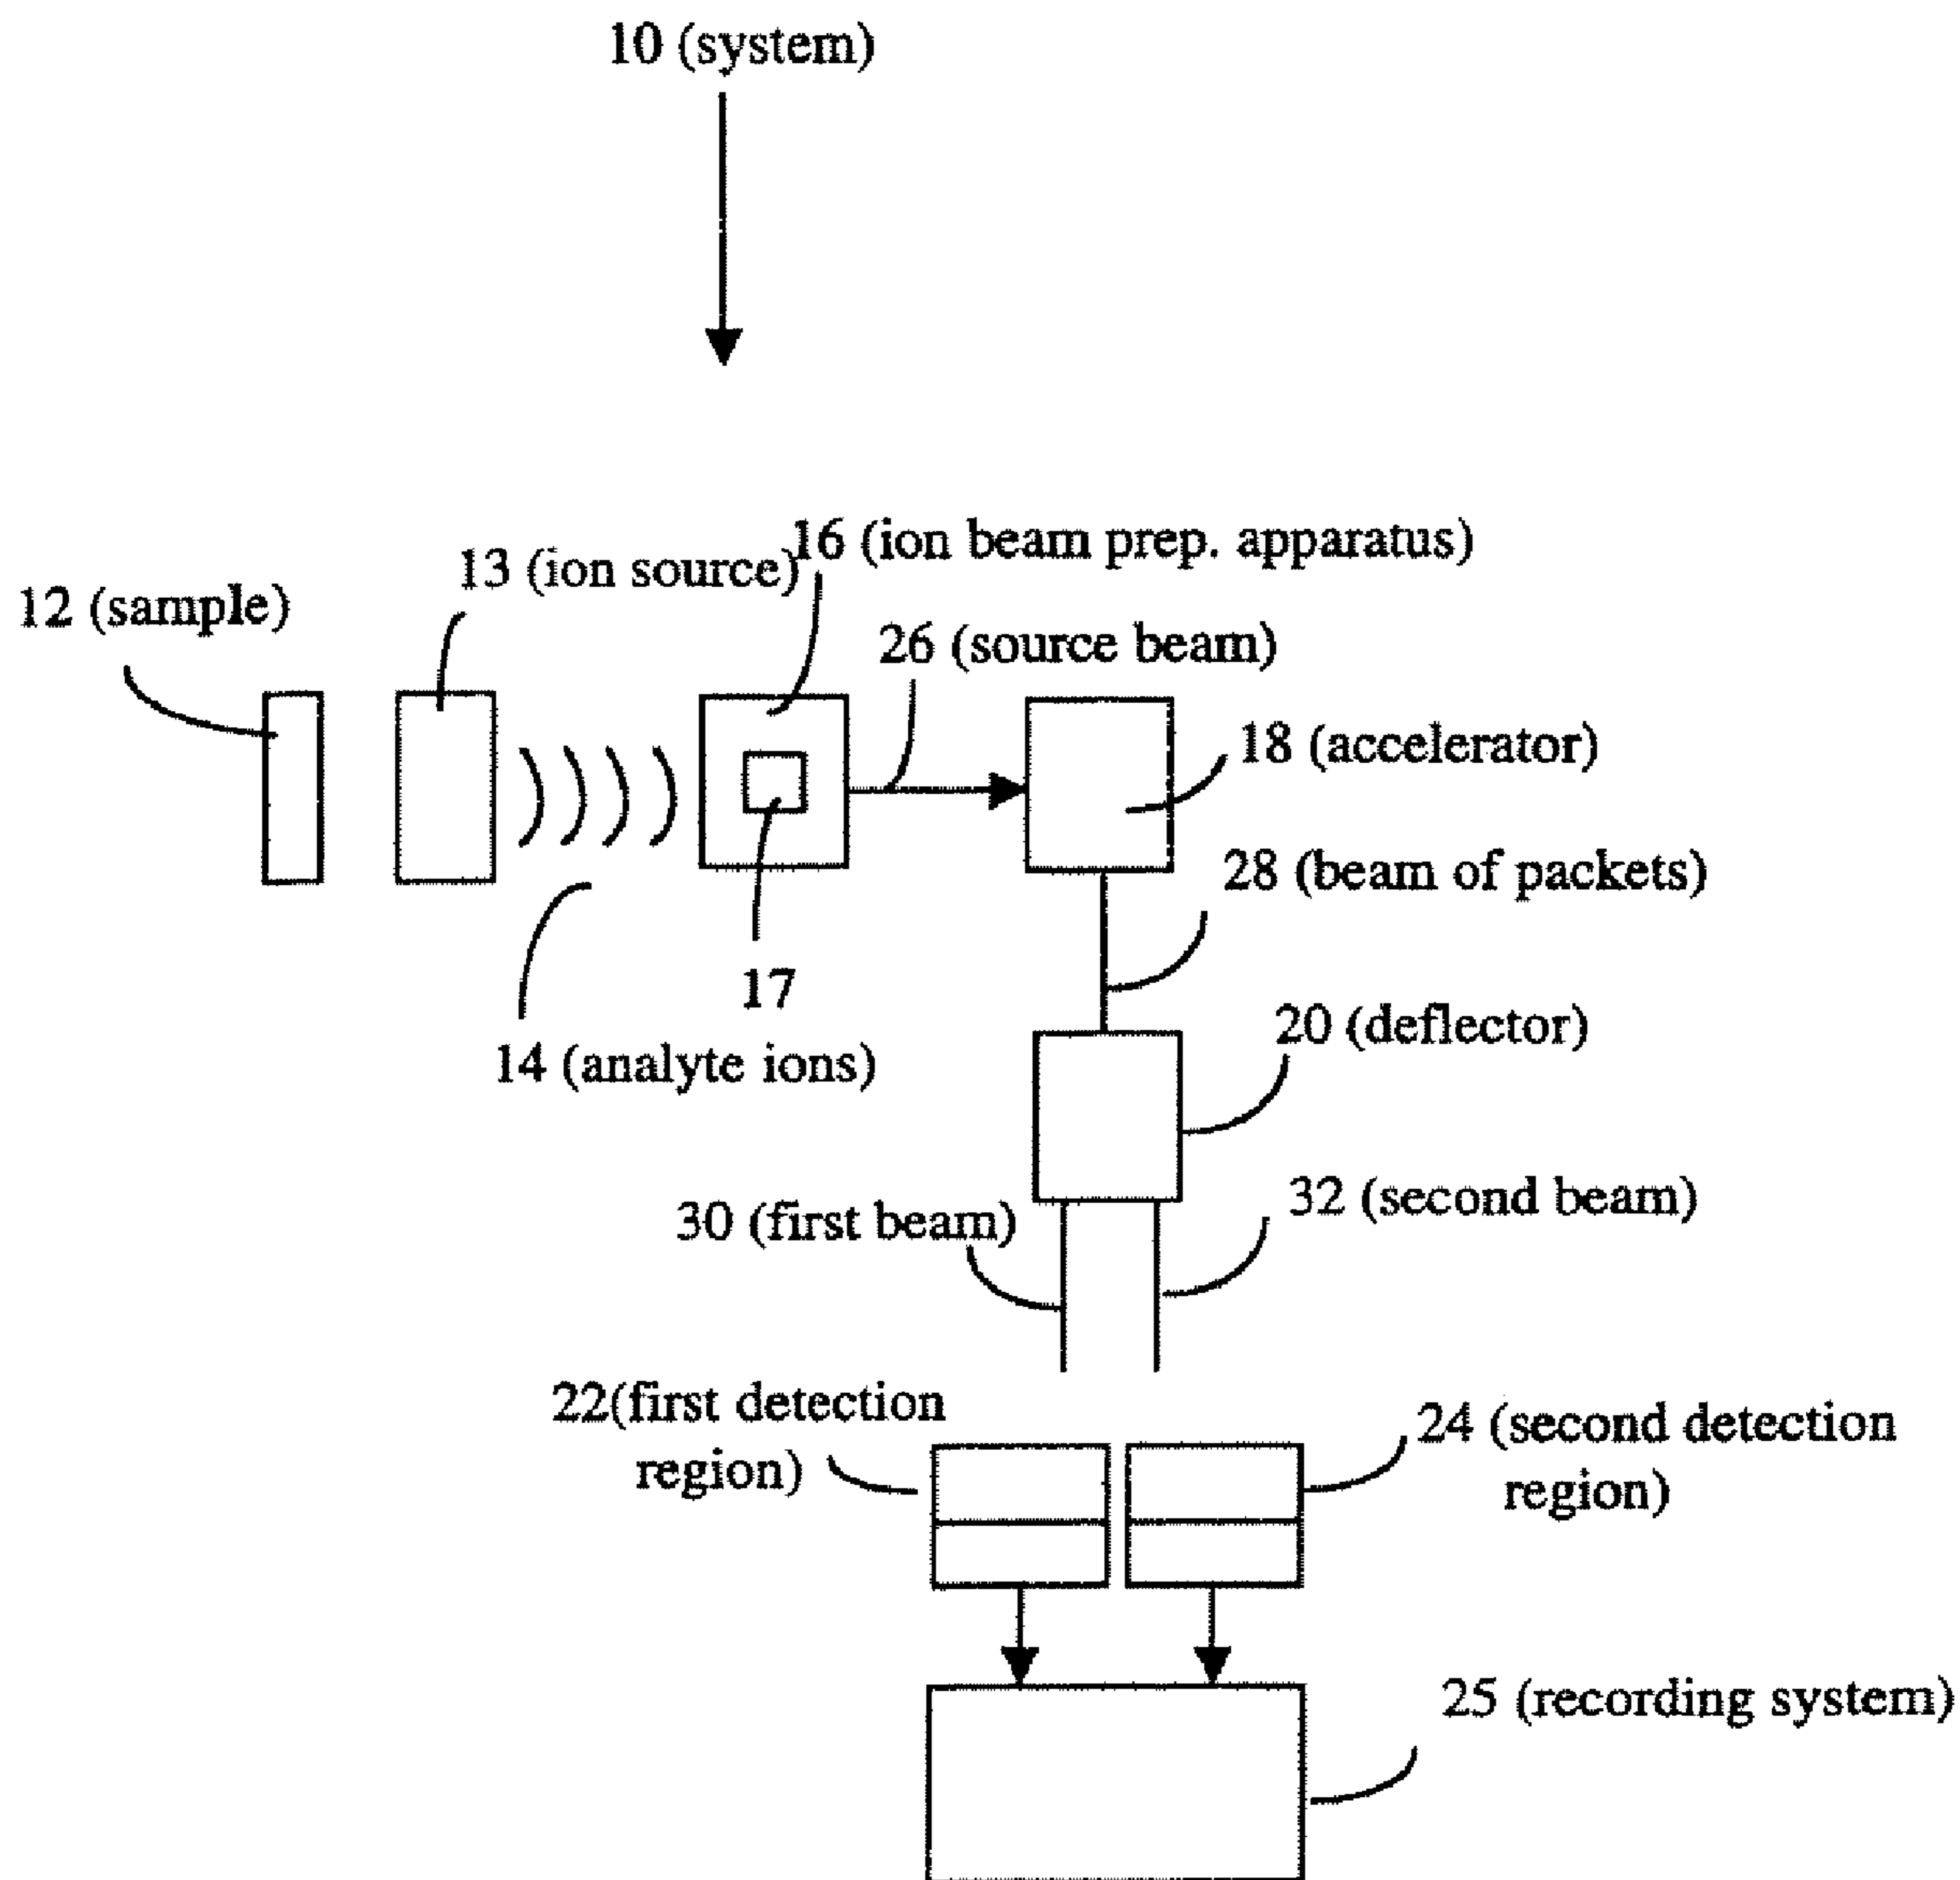 10 (system)
16 (ion beam prep. apparatus)
13 (ion source)
12 (sample)
26 (source beam)
18 (accelerator)
28 (beam of packets)
17
14 (analyte ions)
20 (deflector)
30 (first beam)
32 (second beam)
22(first detection
region)
24 (second detection
region)
25 (recording system)